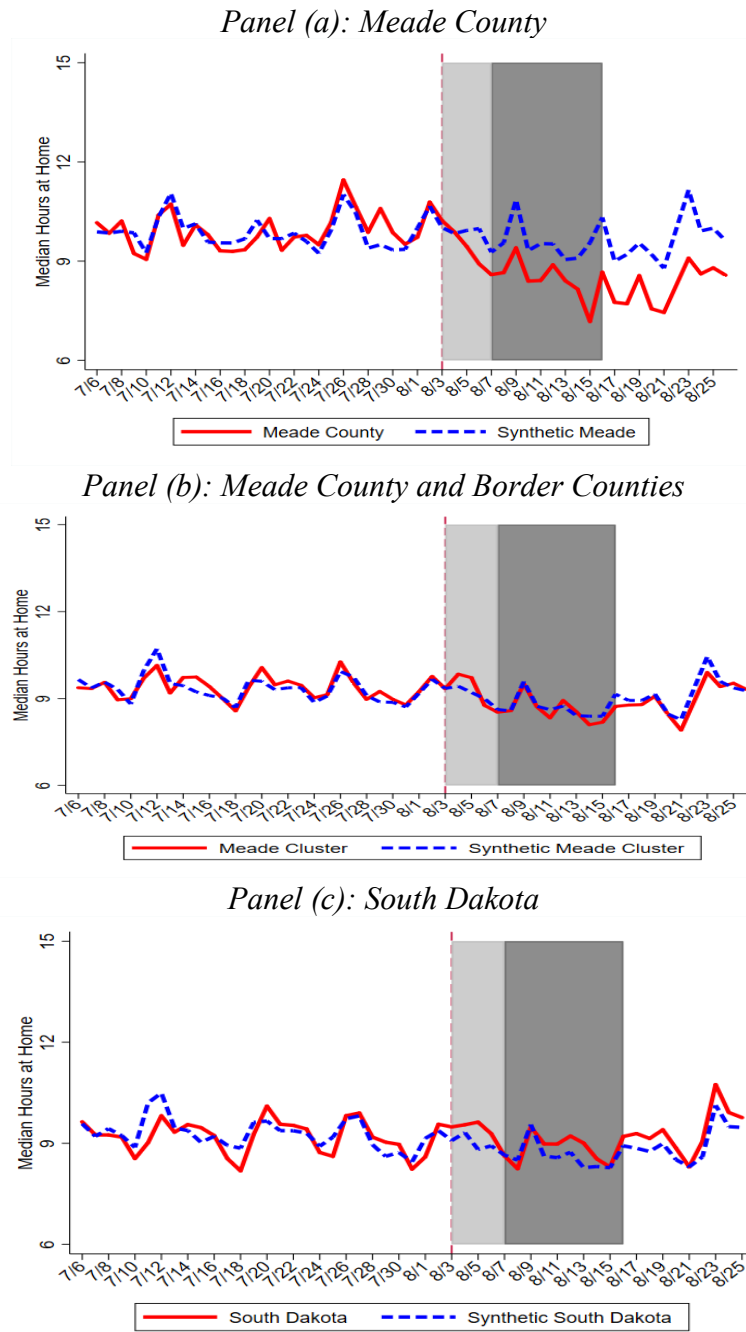 Panel (a): Meade County
Median Hours at Home
15
12
9
6
7/6 7/8 7/10 7/12 7/14 7/16 7/18 7/20 7/22 7/24 7/26 7/28 7/30 8/1 8/3 8/5 8/7 8/9 8/11 8/13 8/15 8/17 8/19 8/21 8/23 8/25
Meade County Synthetic Meade
Panel (b): Meade County and Border Counties
Median Hours at Home
15
12
9
6
7/6 7/8 7/10 7/12 7/14 7/16 7/18 7/20 7/22 7/24 7/26 7/28 7/30 8/1 8/3 8/5 8/7 8/9 8/11 8/13 8/15 8/17 8/19 8/21 8/23 8/25
Meade Cluster Synthetic Meade Cluster
Panel (c): South Dakota
Median Hours at Home
15
12
9
6
7/6 7/8 7/10 7/12 7/14 7/16 7/18 7/20 7/22 7/24 7/26 7/28 7/30 8/1 8/3 8/5 8/7 8/9 8/11 8/13 8/15 8/17 8/19 8/21 8/23 8/25
South Dakota Synthetic South Dakota